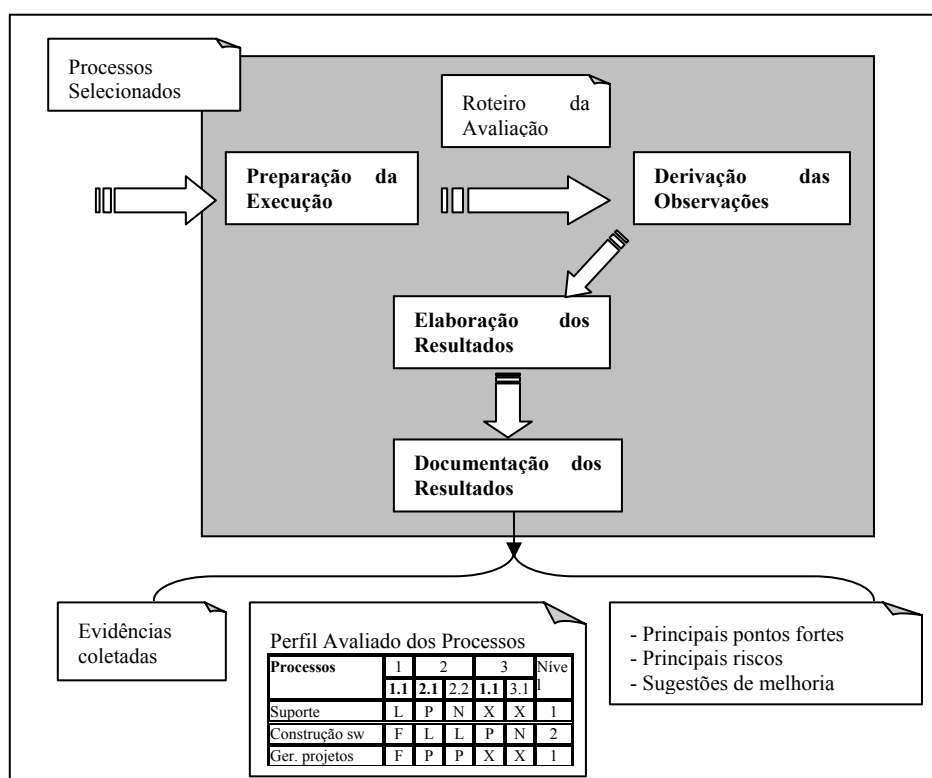 Processos
Selecionados
Roteiro da
Avaliação
Preparação da
Execução
Derivação das
Observações
Elaboração dos
Resultados
Documentação dos
Resultados
Evidências
coletadas
Perfil Avaliado dos Processos
Processos 1 2 3 Níve
l
1.1 2.1 2.2 1.1 3.1
Suporte L P N X X 1
Construção sw F L L P N 2
Ger. projetos F P P X X 1
- Principais pontos fortes
- Principais riscos
- Sugestões de melhoria